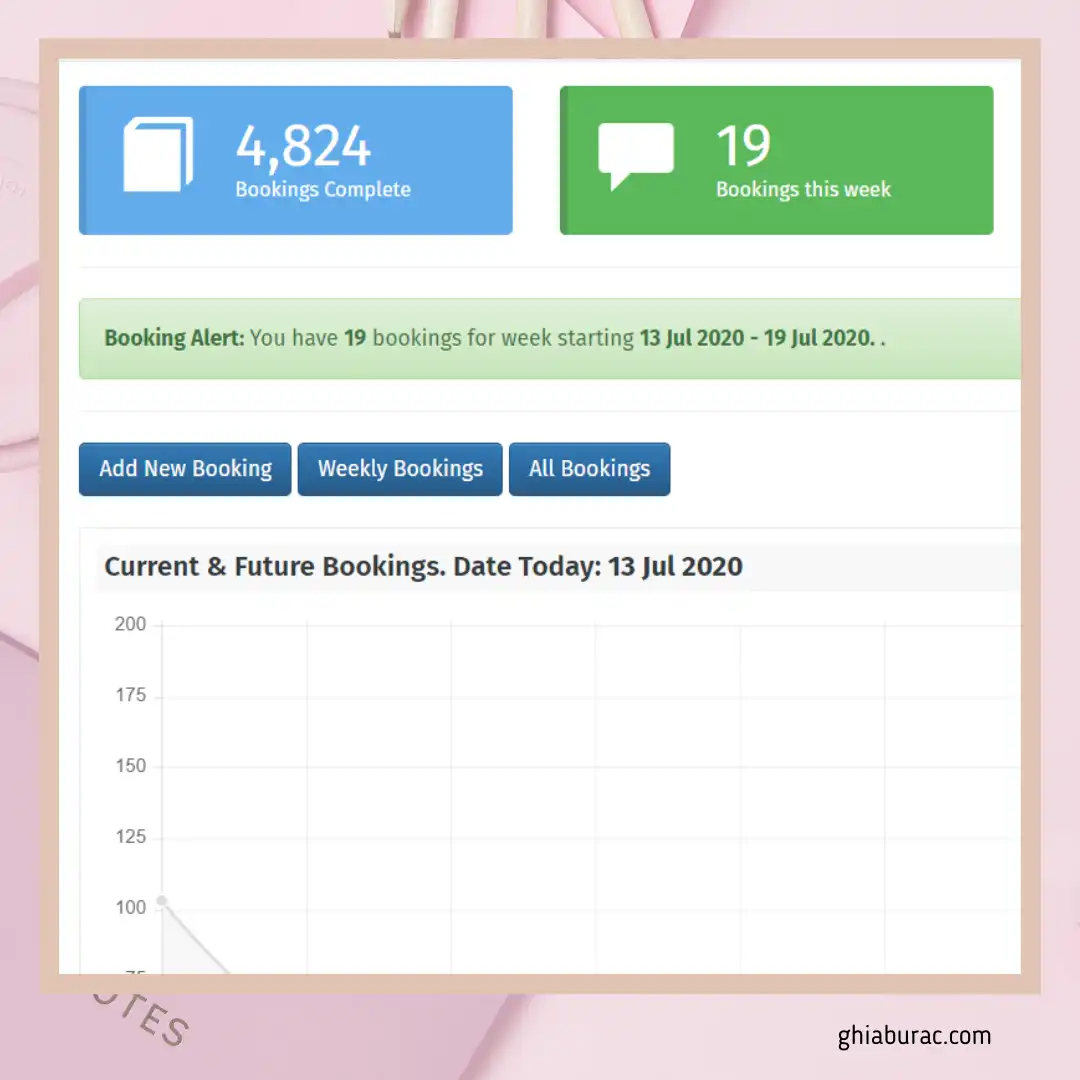 4,824
Bookings Complete
19
Bookings this week
Booking Alert: You have 19 bookings for week starting 13 Jul 2020 - 19 Jul 2020. .
Add New Booking
Weekly Bookings
All Bookings
Current & Future Bookings. Date Today: 13 Jul 2020
200
175
150
125
100
ghiaburac.com